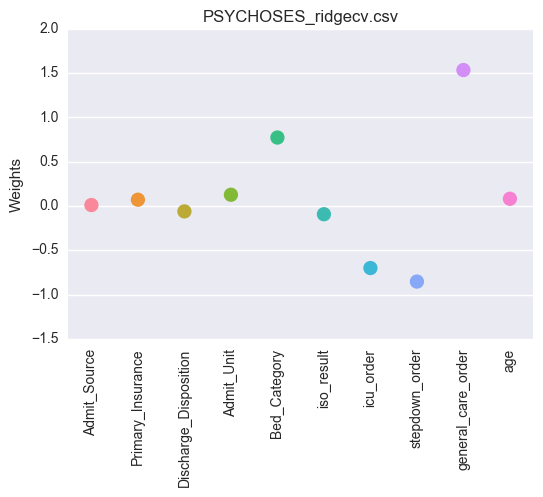 PSYCHOSES_ridgecv.csv
2.0
1.5
1.0
0.5
0.0
−0.5
−1.0
−1.5
Weights
Admit_Source
Primary_Insurance
Discharge_Disposition
Admit_Unit
Bed_Category
iso_result
icu_order
stepdown_order
general_care_order
age